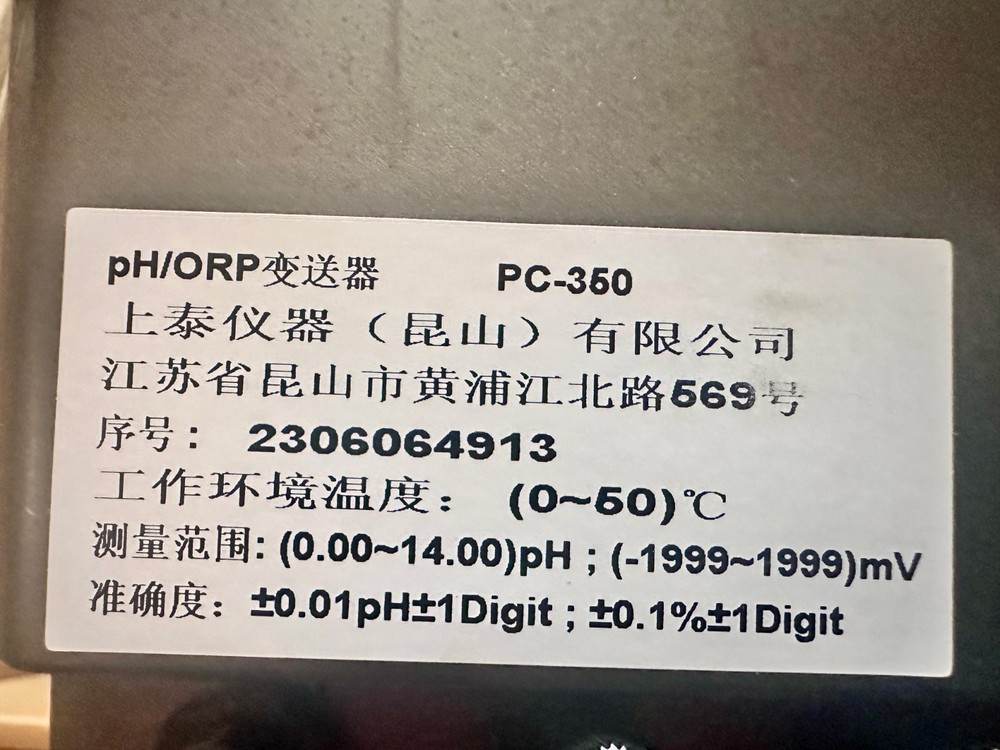 pH/ORP变送器 PC-350
上泰仪器（昆山）有限公司
江苏省昆山市黄浦江北路569号
序号： 2306064913
工作环境温度： (0~50)℃
测量范围: (0.00~14.00)pH ; (-1999~1999)mV
准确度： ±0.01pH±1Digit ; ±0.1%±1Digit